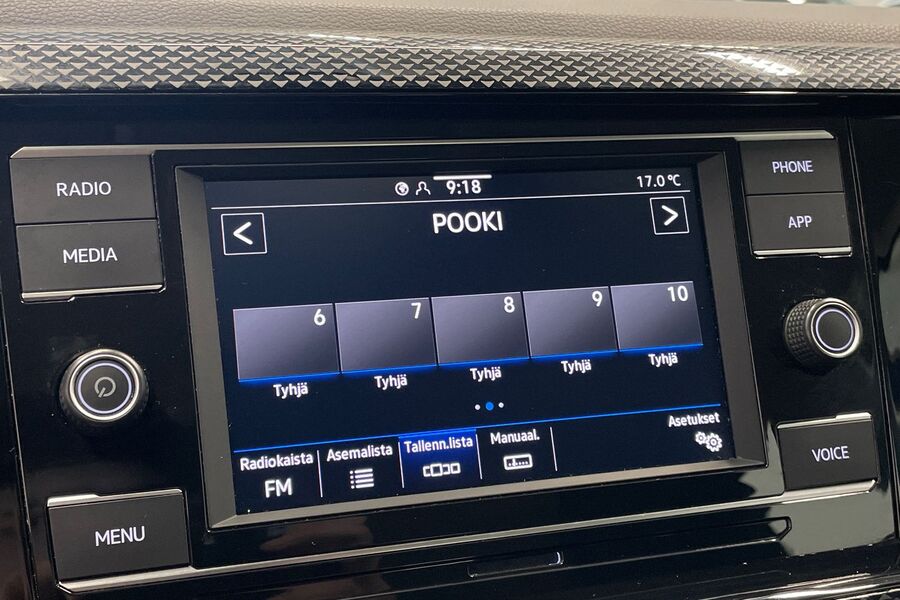 RADIO
MEDIA
MENU
9:18
17.0°C
<
POOKI
>
6 7 8 9 10
Tyhjä Tyhjä Tyhjä Tyhjä Tyhjä
Radiokaista
FM
Asemalista
Tallenn.lista
Manuaal.
Asetukset
PHONE
APP
VOICE